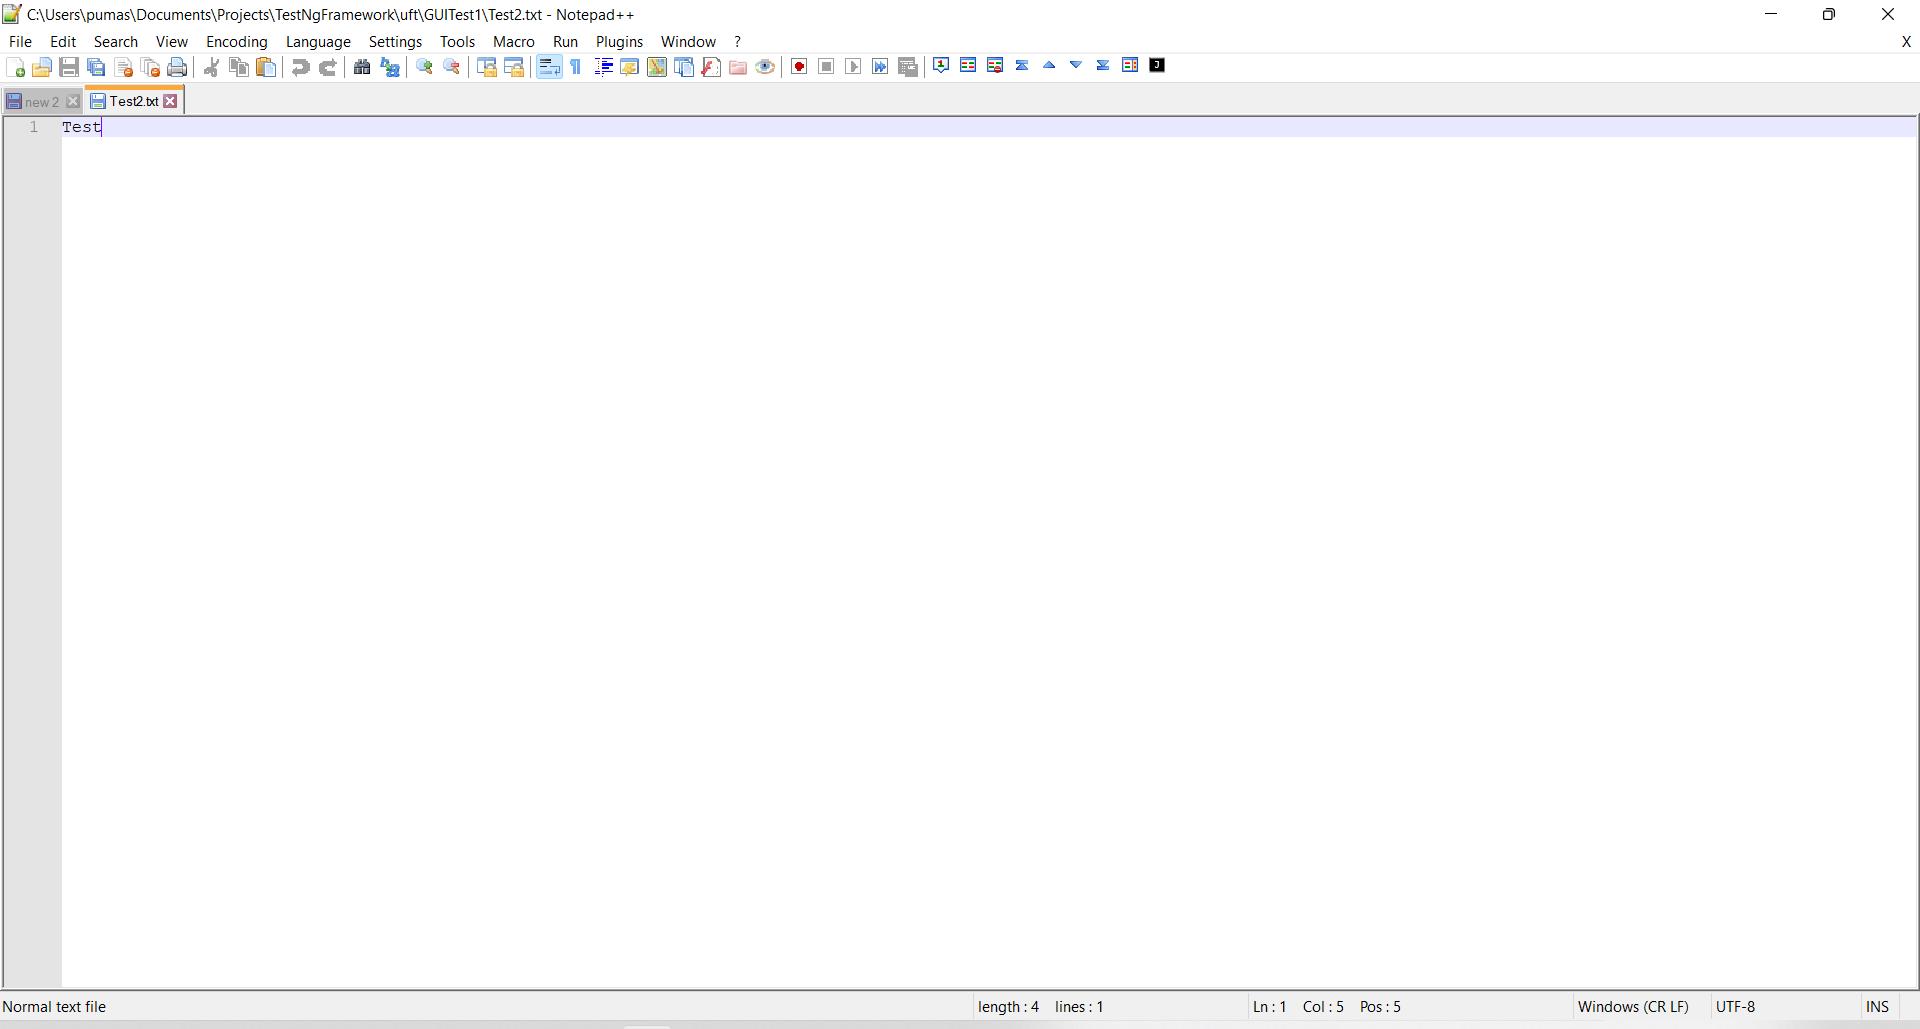 C:\Users\pumas\Documents\Projects\TestNgFramework\uft\GUITest1\Test2.txt - Notepad++
File Edit Search View Encoding Language Settings Tools Macro Run Plugins Window ? X
new 2 Test2.txt
1 Test
Normal text file length : 4 lines : 1 Ln : 1 Col : 5 Pos : 5 Windows (CR LF) UTF-8 INS